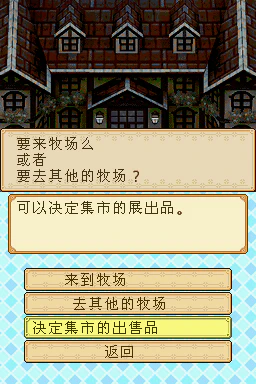 要来牧场么
或者
要去其他的牧场？
可以决定集市的展出品。
来到牧场
去其他的牧场
决定集市的出售品
返回